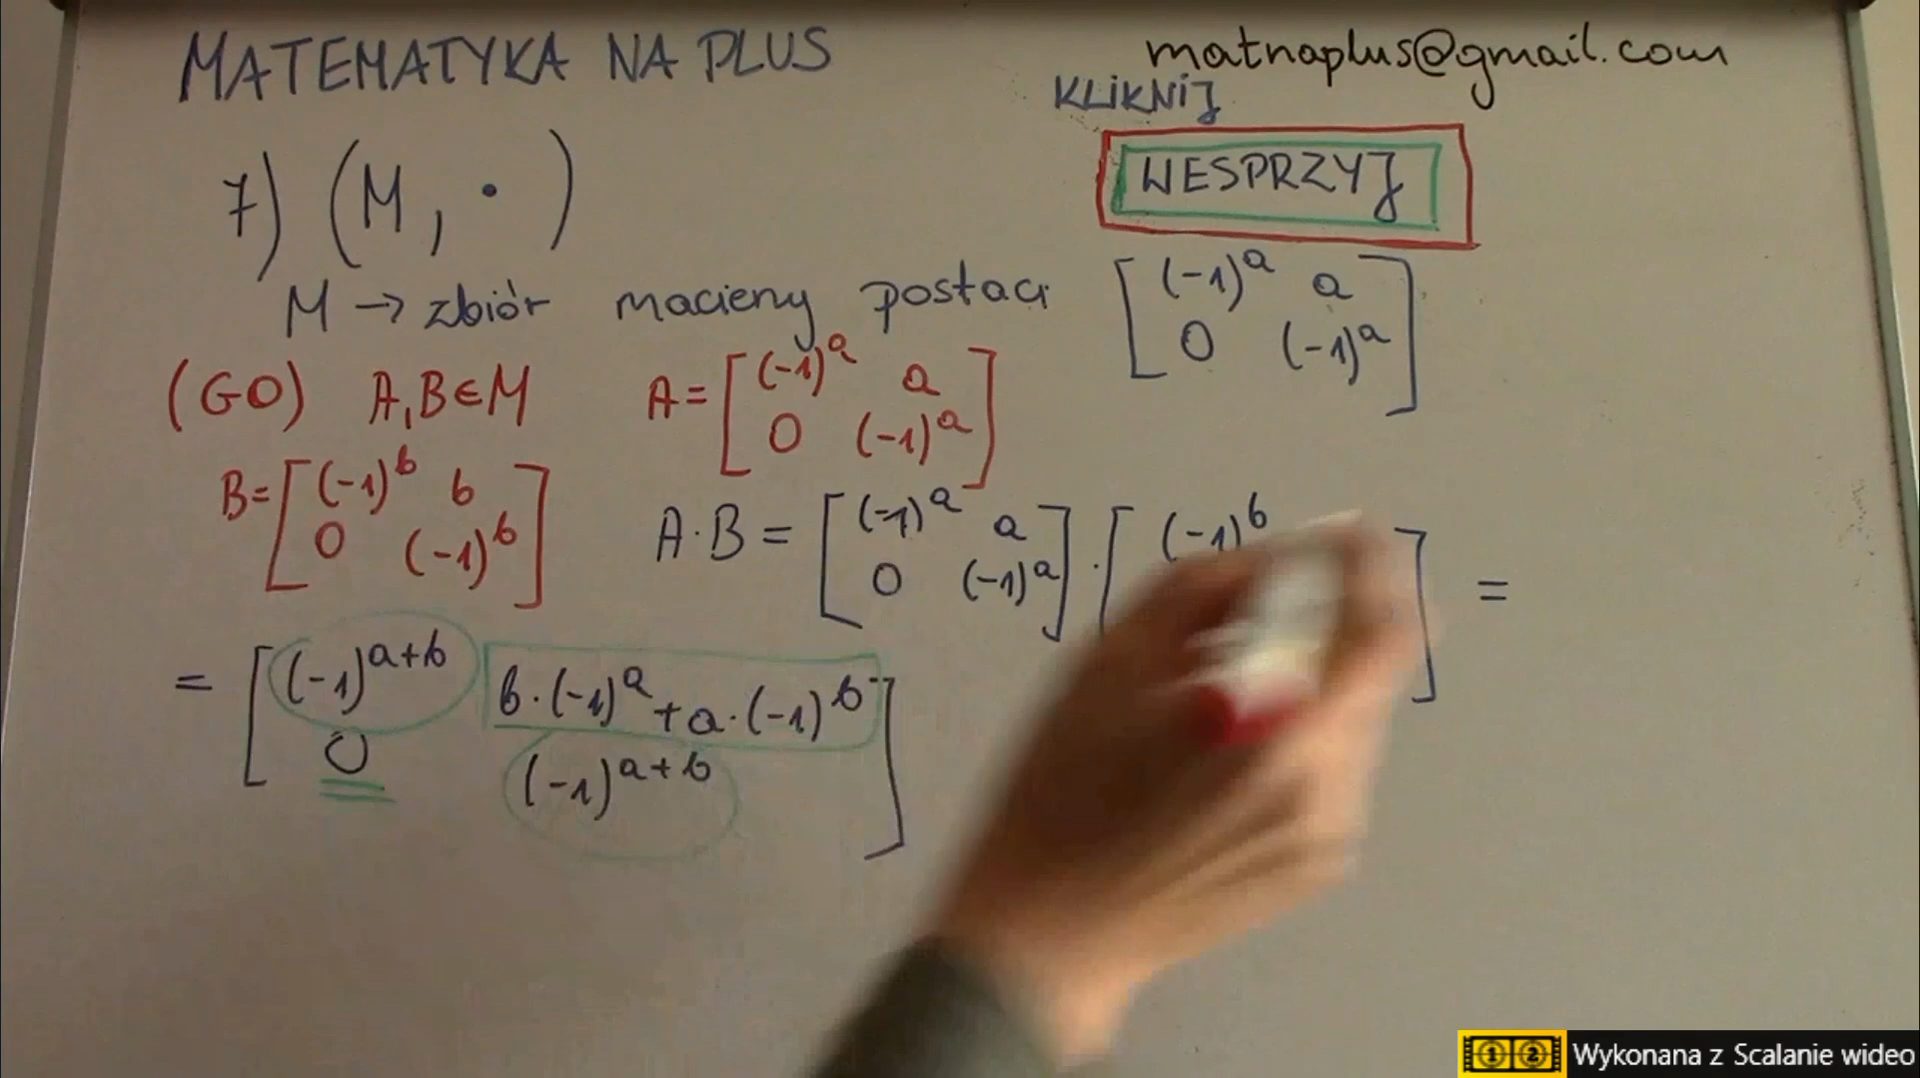 MATEMATYKA NA PLUS
matnaplus@gmail.com
KLIKNIJ
WESPRZYJ
7) (M, ·)
M → zbiór macierzy postaci [ (-1)^a a
0 (-1)^a ]
(G0) A,B∈M A= [ (-1)^a a
0 (-1)^a ]
B= [ (-1)^b b
0 (-1)^b ]
A·B = [ (-1)^a a
0 (-1)^a ] · [ (-1)^b ] =
= [ (-1)^{a+b} b·(-1)^a + a·(-1)^b
0 (-1)^{a+b} ]
Wykonana z Scalanie wideo